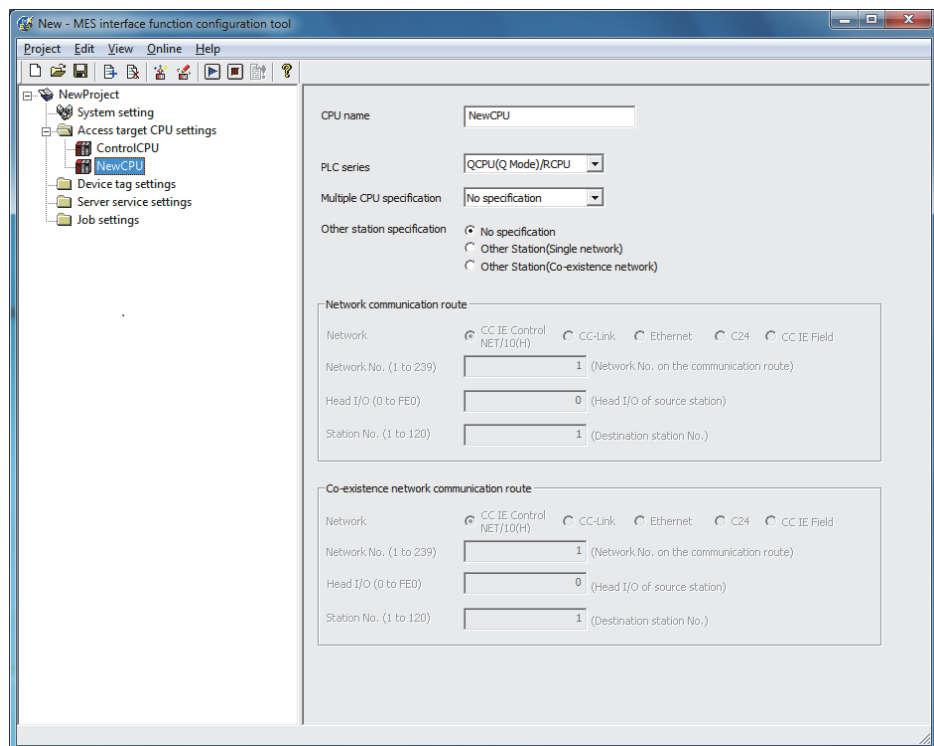 New - MES interface function configuration tool
Project Edit View Online Help
NewProject
System setting
Access target CPU settings
ControlCPU
NewCPU
Device tag settings
Server service settings
Job settings
CPU name NewCPU
PLC series QCPU(Q Mode)/RCPU
Multiple CPU specification No specification
Other station specification No specification
Other Station(Single network)
Other Station(Co-existence network)
Network communication route
Network CC IE Control NET/10(H) CC-Link Ethernet C24 CC IE Field
Network No. (1 to 239) 1 (Network No. on the communication route)
Head I/O (0 to FE0) 0 (Head I/O of source station)
Station No. (1 to 120) 1 (Destination station No.)
Co-existence network communication route
Network CC IE Control NET/10(H) CC-Link Ethernet C24 CC IE Field
Network No. (1 to 239) 1 (Network No. on the communication route)
Head I/O (0 to FE0) 0 (Head I/O of source station)
Station No. (1 to 120) 1 (Destination station No.)